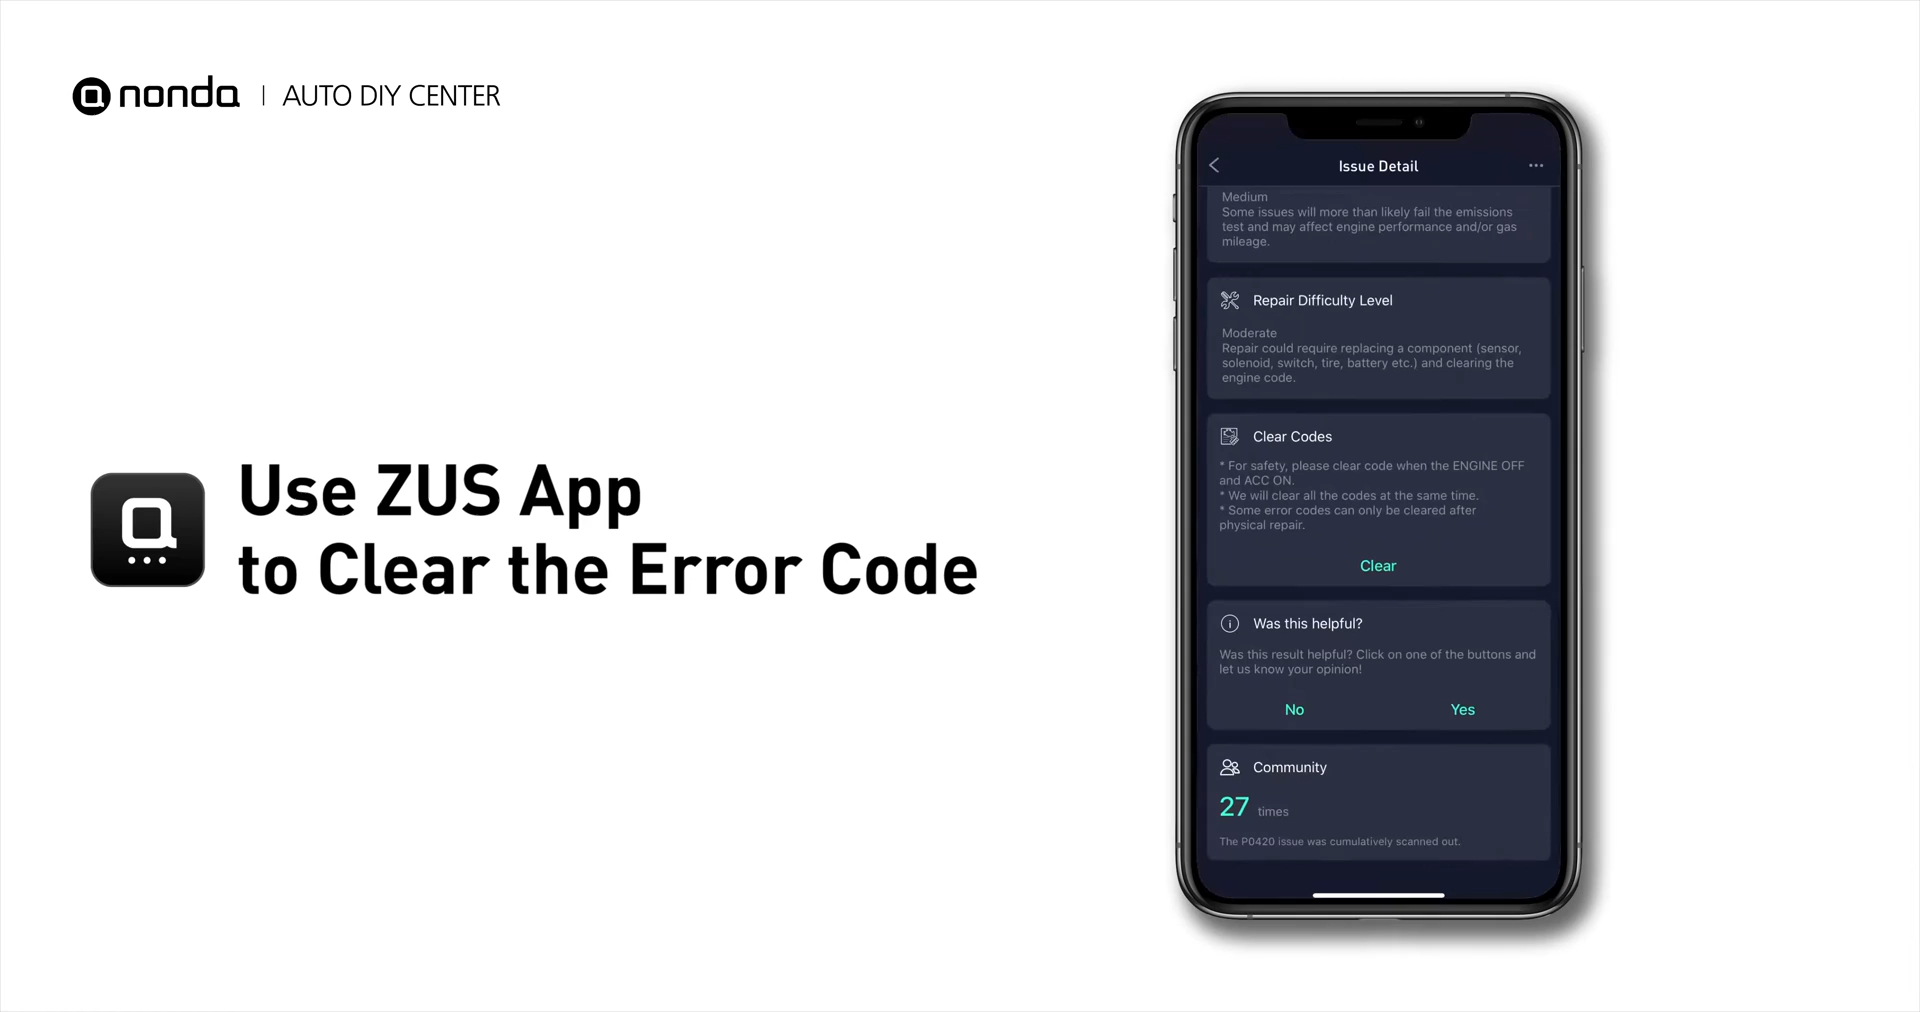 nonda | AUTO DIY CENTER
Use ZUS App
to Clear the Error Code
Issue Detail
Medium
Some issues will more than likely fail the emissions
test and may affect engine performance and/or gas
mileage.
Repair Difficulty Level
Moderate
Repair could require replacing a component (sensor,
solenoid, switch, tire, battery etc.) and clearing the
engine code.
Clear Codes
* For safety, please clear code when the ENGINE OFF
and ACC ON.
* We will clear all the codes at the same time.
* Some error codes can only be cleared after
physical repair.
Clear
Was this helpful?
Was this result helpful? Click on one of the buttons and
let us know your opinion!
No Yes
Community
27 times
The P0420 issue was cumulatively scanned out.